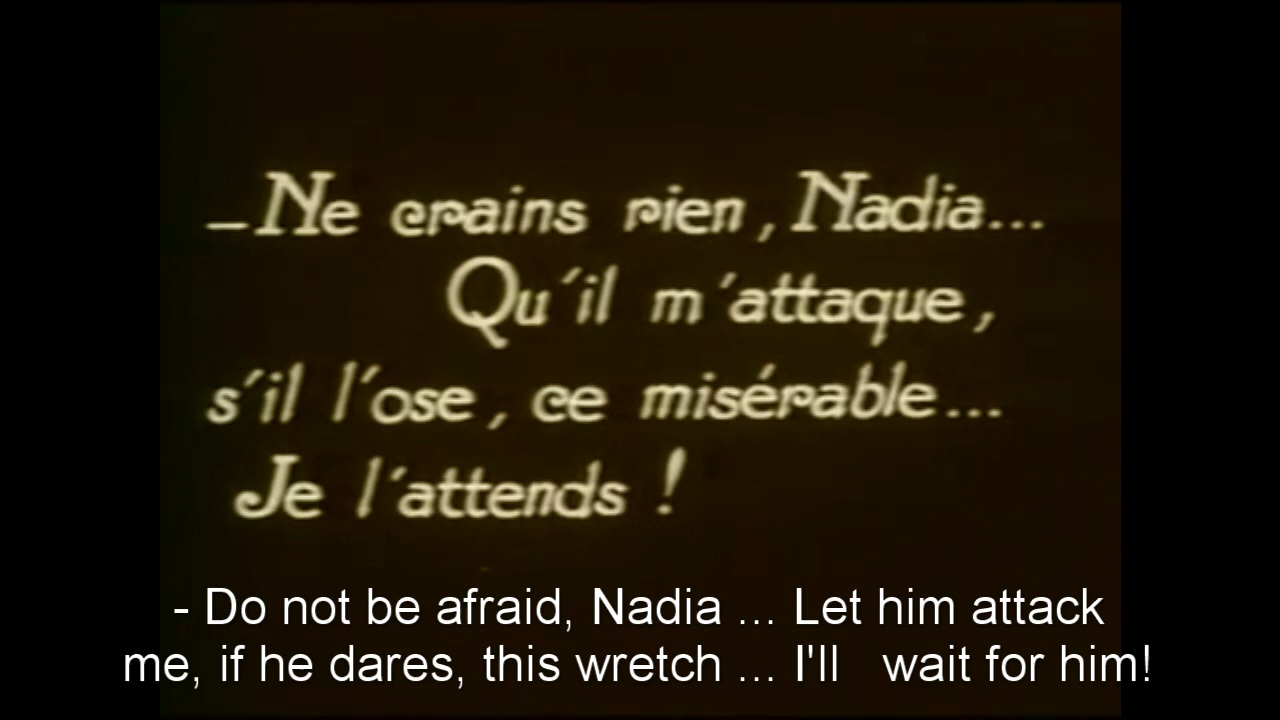 –Ne crains rien, Nadia...
Qu'il m'attaque,
s'il l'ose, ce misérable...
Je l'attends !
- Do not be afraid, Nadia ... Let him attack
me, if he dares, this wretch ... I'll   wait for him!